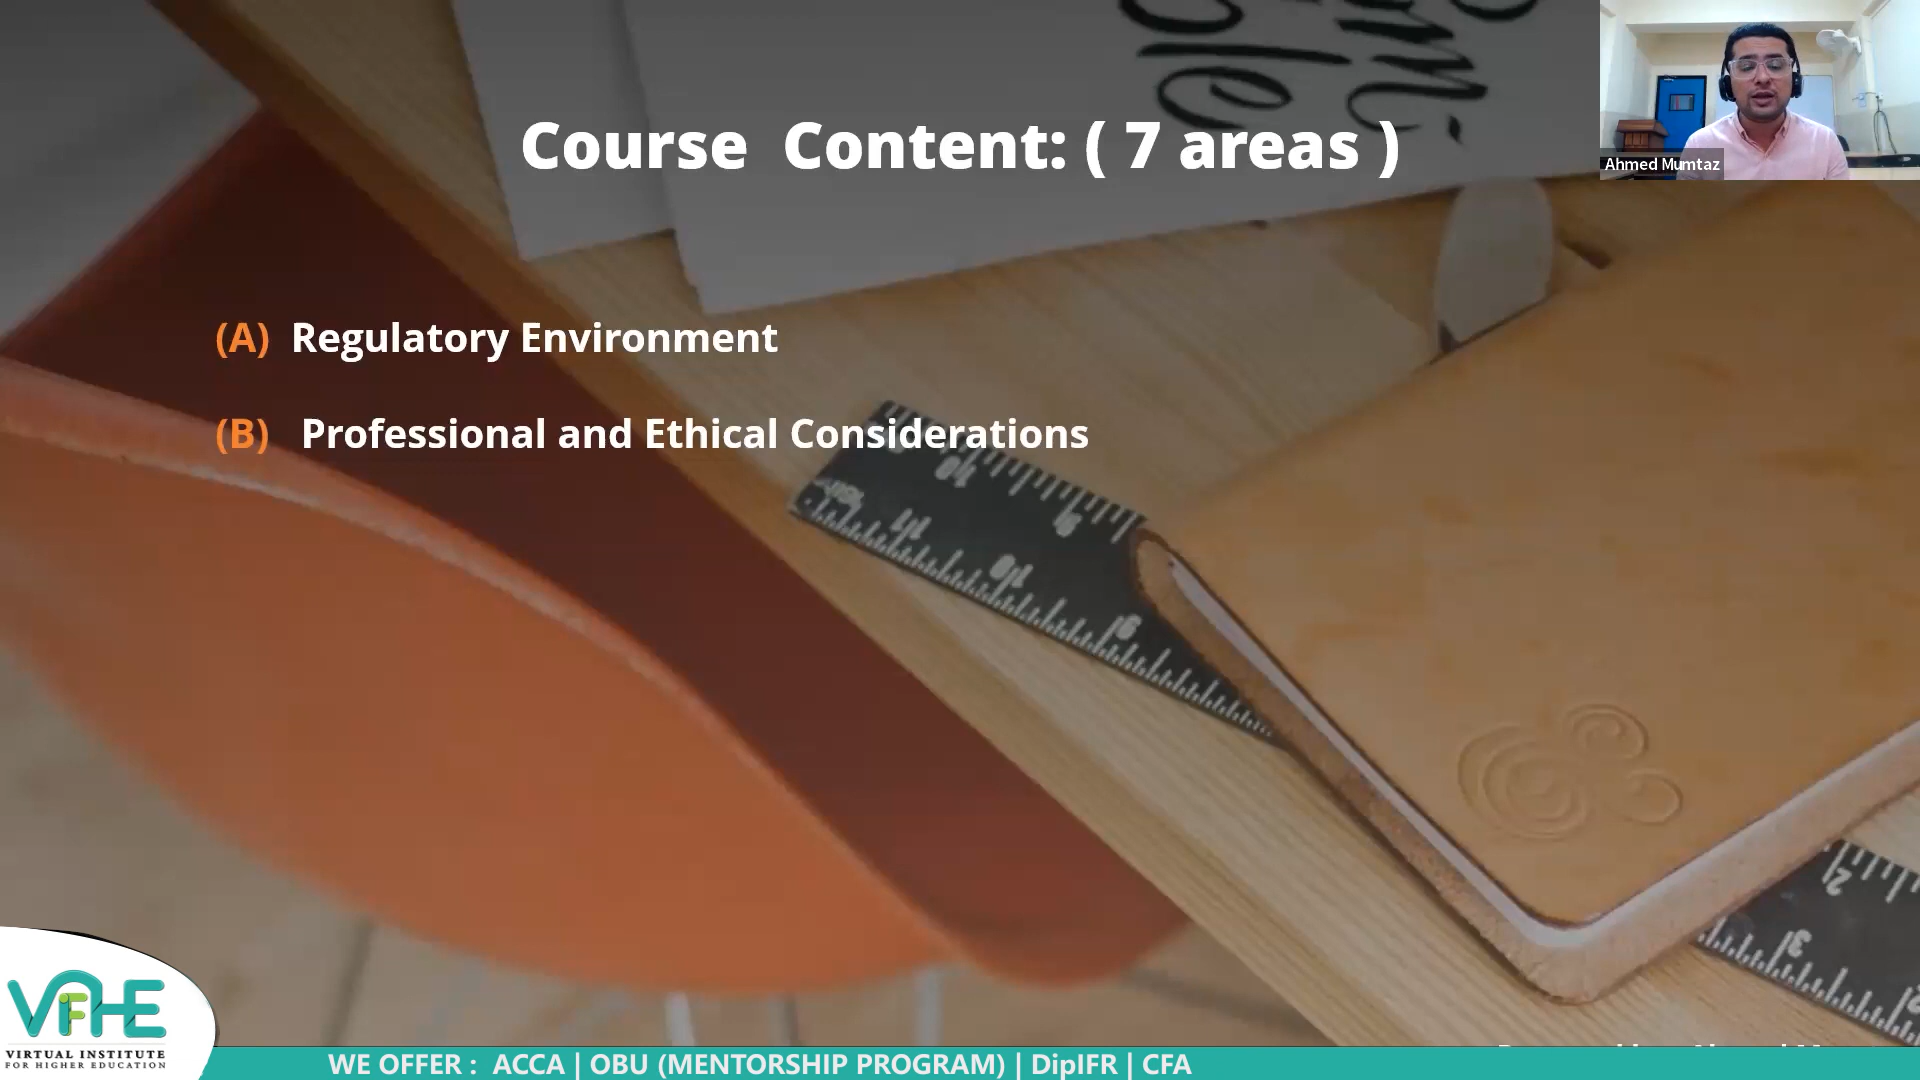 Course Content: ( 7 areas )
Ahmed Mumtaz
(A) Regulatory Environment
(B) Professional and Ethical Considerations
VIFHE
VIRTUAL INSTITUTE
FOR HIGHER EDUCATION
WE OFFER : ACCA | OBU (MENTORSHIP PROGRAM) | DipIFR | CFA